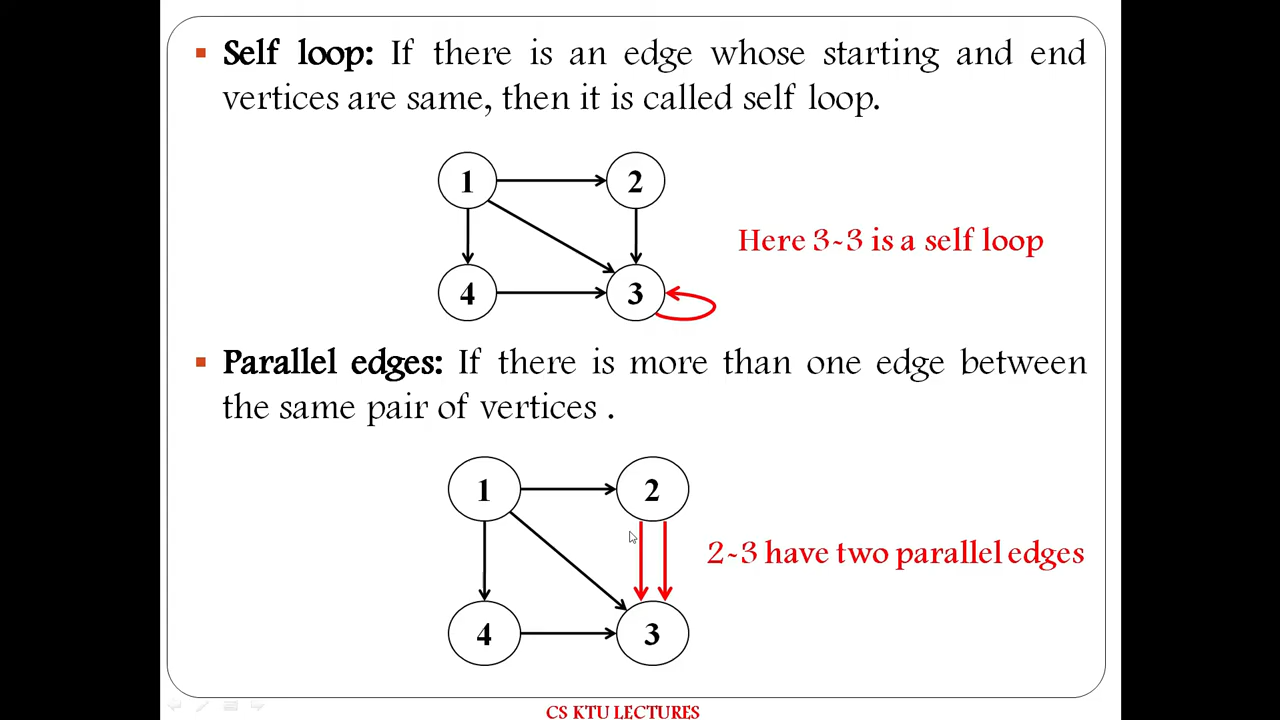 Self loop: If there is an edge whose starting and end
vertices are same, then it is called self loop.
1
2
Here 3-3 is a self loop
4
3
Parallel edges: If there is more than one edge between
the same pair of vertices .
1
2
2-3 have two parallel edges
4
3
CS KTU LECTURES